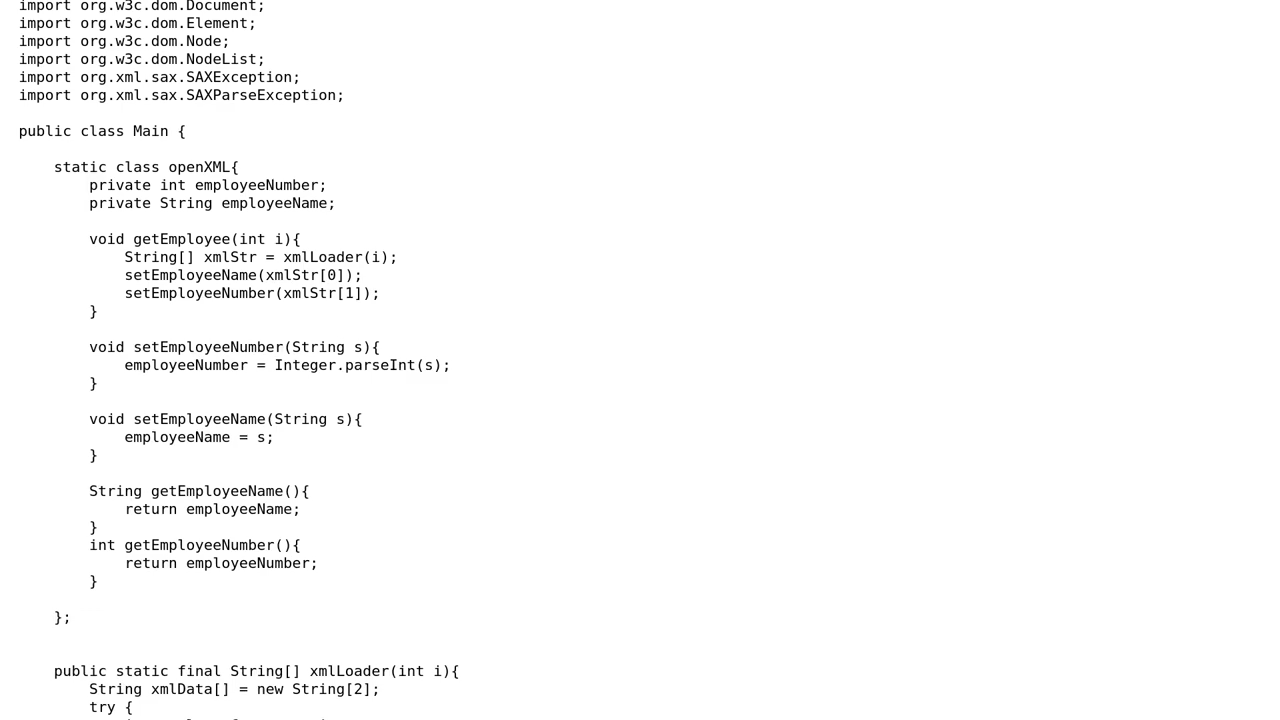 import org.w3c.dom.Document;
import org.w3c.dom.Element;
import org.w3c.dom.Node;
import org.w3c.dom.NodeList;
import org.xml.sax.SAXException;
import org.xml.sax.SAXParseException;

public class Main {

    static class openXML{
        private int employeeNumber;
        private String employeeName;

        void getEmployee(int i){
            String[] xmlStr = xmlLoader(i);
            setEmployeeName(xmlStr[0]);
            setEmployeeNumber(xmlStr[1]);
        }

        void setEmployeeNumber(String s){
            employeeNumber = Integer.parseInt(s);
        }

        void setEmployeeName(String s){
            employeeName = s;
        }

        String getEmployeeName(){
            return employeeName;
        }
        int getEmployeeNumber(){
            return employeeNumber;
        }

    };


    public static final String[] xmlLoader(int i){
        String xmlData[] = new String[2];
        try {